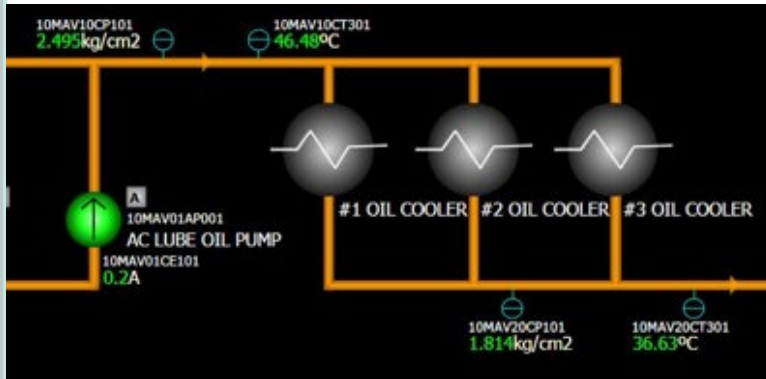 10MAV10CP101
2.495kg/cm2
10MAV10CT301
46.48ºC
A
10MAV01AP001
AC LUBE OIL PUMP
10MAV01CE101
0.2A
#1 OIL COOLER
#2 OIL COOLER
#3 OIL COOLER
10MAV20CP101
1.814kg/cm2
10MAV20CT301
36.63ºC